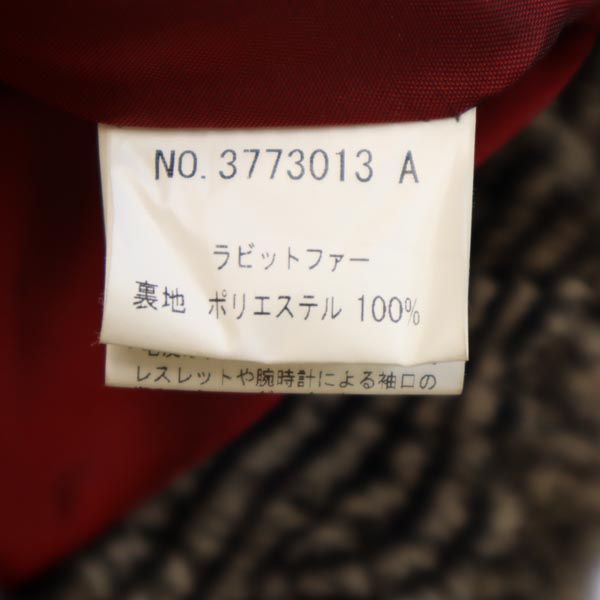 NO. 3773013 A
ラビットファー
裏地 ポリエステル 100%
レスレットや腕時計による袖口の